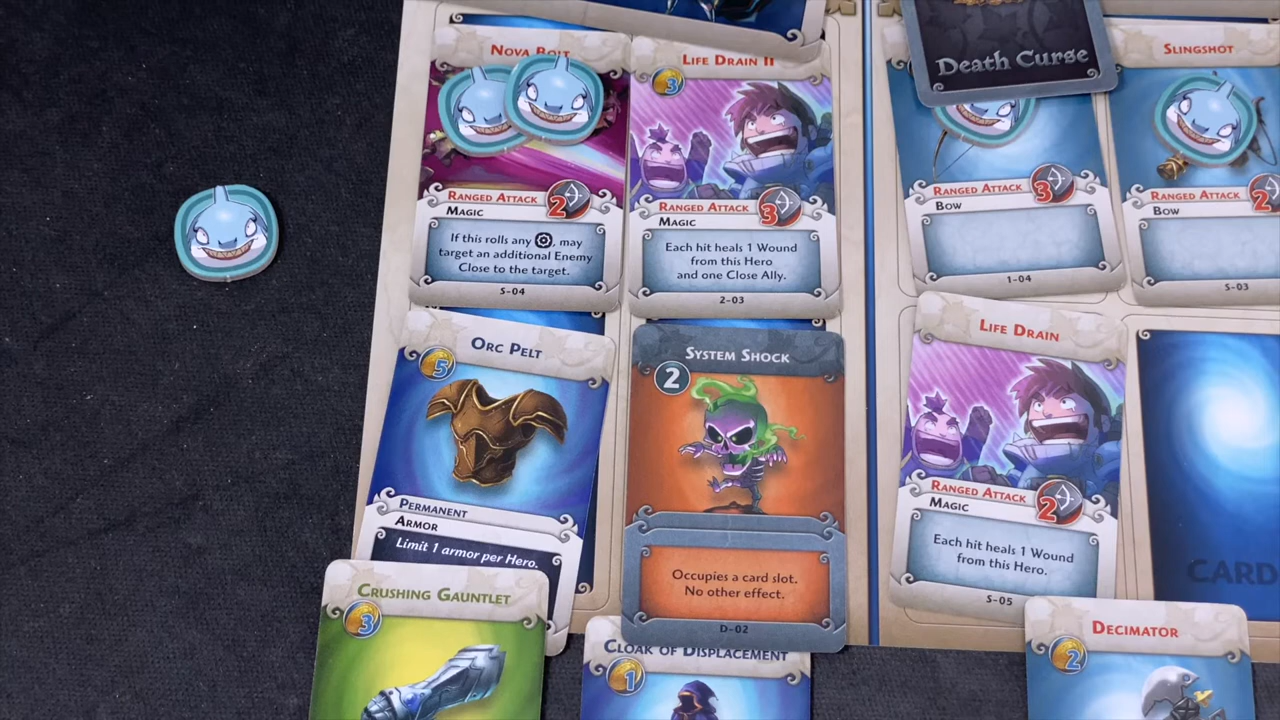 Nova Bolt
Ranged Attack
2
Magic
If this rolls any , may
target an additional Enemy
Close to the target.
S-04
Life Drain II
3
Ranged Attack
3
Magic
Each hit heals 1 Wound
from this Hero
and one Close Ally.
2-03
Death Curse
Ranged Attack
3
Bow
1-04
Slingshot
Ranged Attack
2
Bow
S-03
Orc Pelt
5
Permanent
Armor
Limit 1 armor per Hero.
System Shock
2
Occupies a card slot.
No other effect.
D-02
Life Drain
Ranged Attack
2
Magic
Each hit heals 1 Wound
from this Hero.
S-05
CARD
Crushing Gauntlet
3
Cloak of Displacement
1
Decimator
2